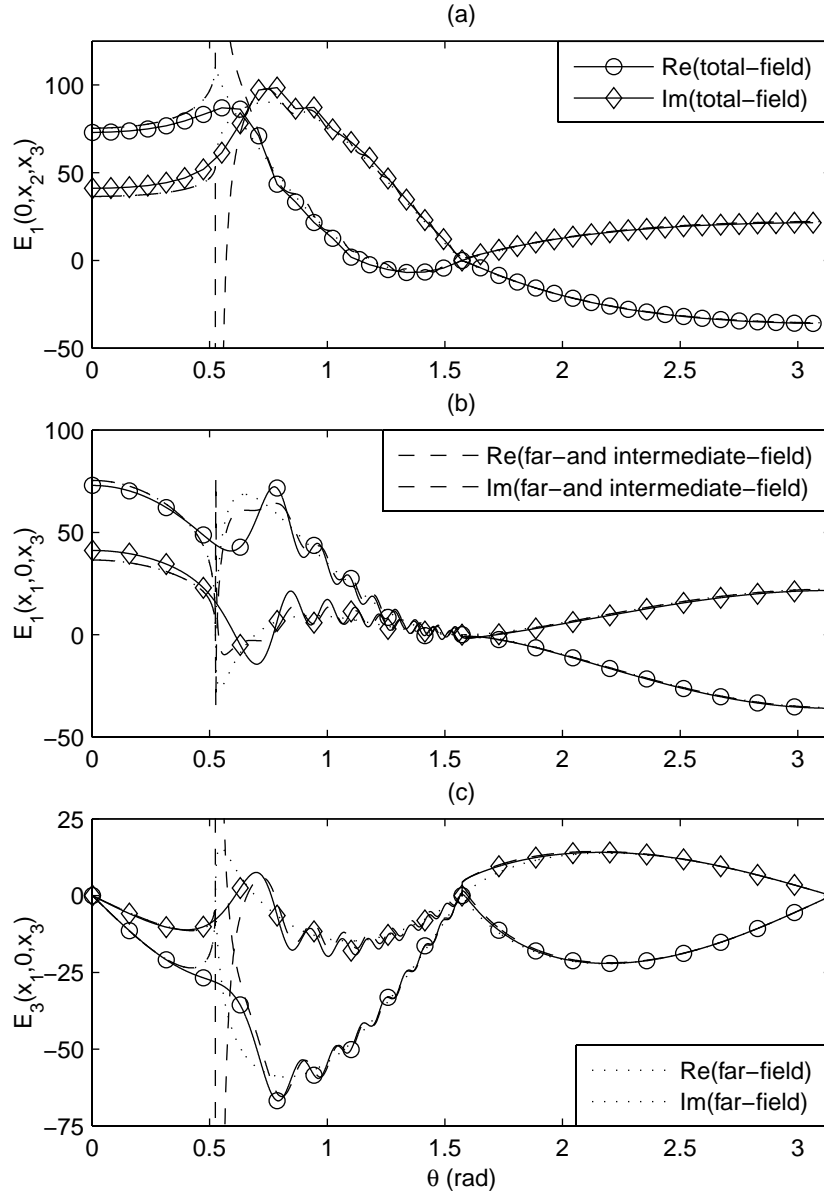 (a)
Re(total−field)
Im(total−field)
E1(0,x2,x3)
100
50
0
−50
0 0.5 1 1.5 2 2.5 3
(b)
Re(far−and intermediate−field)
Im(far−and intermediate−field)
E1(x1,0,x3)
100
50
0
−50
0 0.5 1 1.5 2 2.5 3
(c)
E3(x1,0,x3)
25
0
−25
−50
−75
Re(far−field)
Im(far−field)
0 0.5 1 1.5 2 2.5 3
θ (rad)